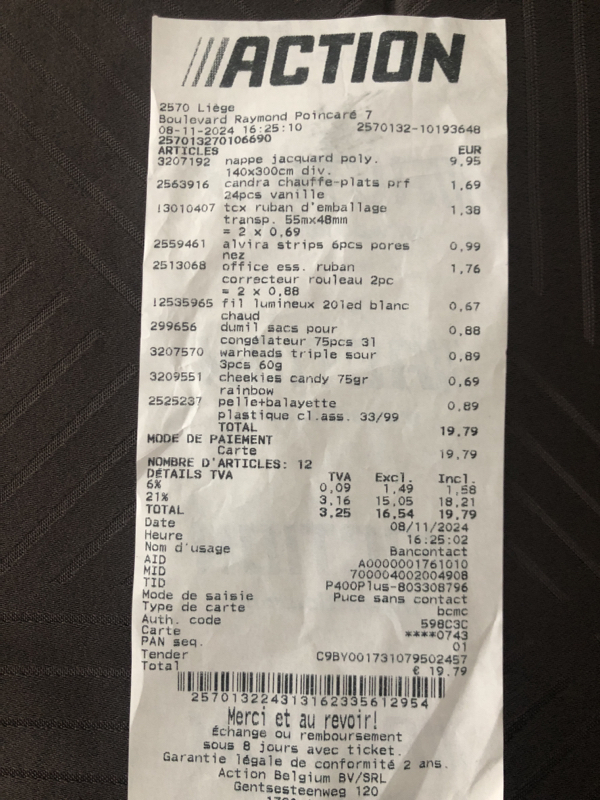 ACTION
2570 Liège
Boulevard Raymond Poincaré 7
08-11-2024 16:25:10 2570132-10193648
257013270106690
ARTICLES EUR
3207192 nappe jacquard poly. 9,95
140x300cm div.
2563916 candra chauffe-plats prf 1,69
24pcs vanille
13010407 tcx ruban d'emballage 1,38
transp. 55mx48mm
= 2 x 0,69
2559461 alvira strips 6pcs pores 0,99
nez
2513068 office ess. ruban 1,76
correcteur rouleau 2pc
= 2 x 0,88
12535965 fil lumineux 20led blanc 0,67
chaud
299656 dumil sacs pour 0,88
congélateur 75pcs 3l
3207570 warheads triple sour 0,89
3pcs 60g
3209551 cheekies candy 75gr 0,69
rainbow
2525237 pelle+balayette 0,89
plastique cl.ass. 33/99
TOTAL 19,79
MODE DE PAIEMENT
Carte 19,79
NOMBRE D'ARTICLES: 12
DÉTAILS TVA TVA Excl. Incl.
6% 0,09 1,49 1,58
21% 3,16 15,05 18,21
TOTAL 3,25 16,54 19,79
Date 08/11/2024
Heure 16:25:02
Nom d'usage Bancontact
AID A0000001761010
MID 700004002004908
TID P400Plus-803308796
Mode de saisie Puce sans contact
Type de carte bcmc
Auth. code 598C3C
Carte ****0743
PAN seq. 01
Tender C9BY001731079502457
Total € 19,79
2570132243131623356 12954
Merci et au revoir!
Échange ou remboursement
sous 8 jours avec ticket.
Garantie légale de conformité 2 ans.
Action Belgium BV/SRL
Gentsesteenweg 120